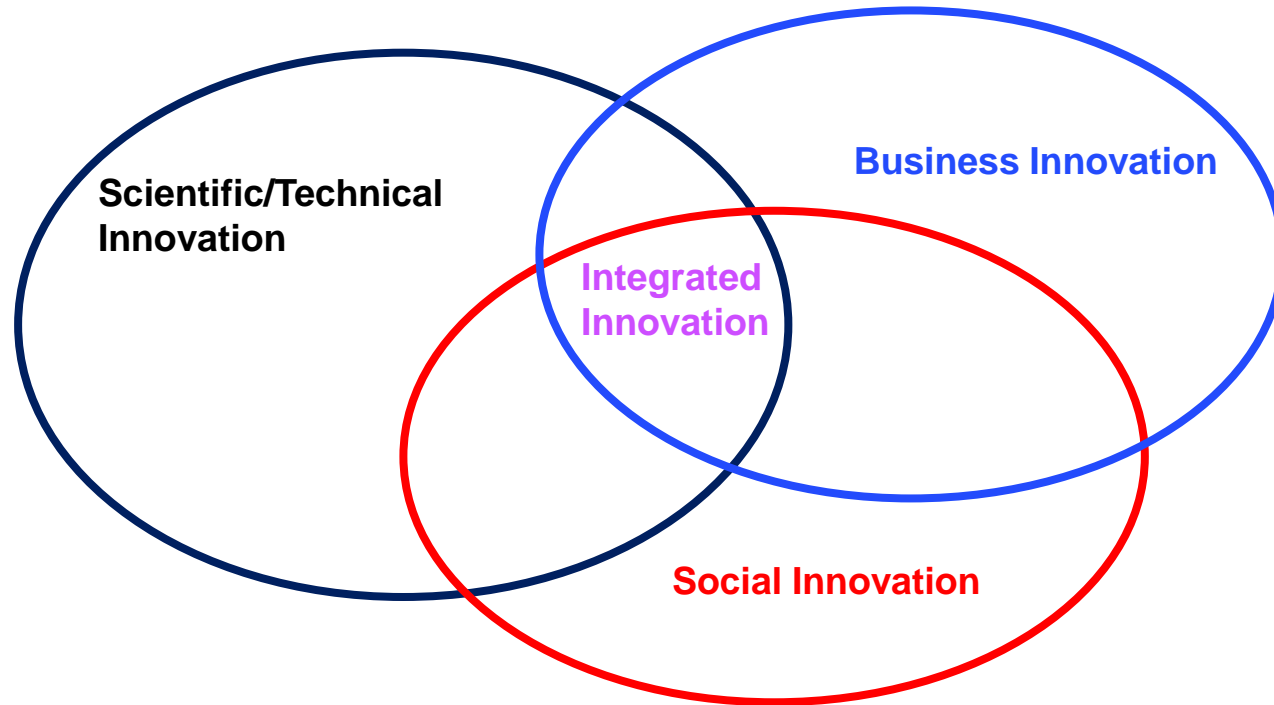 Business Innovation
Scientific/Technical
Innovation
Integrated
Innovation
Social Innovation